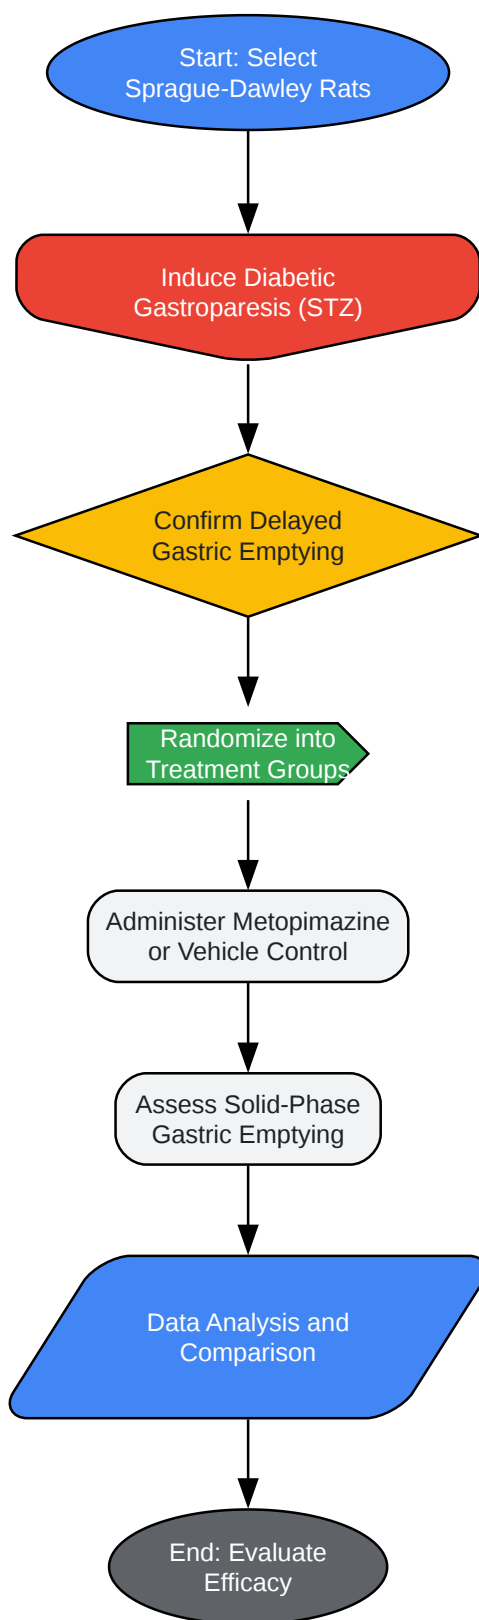 Start: Select
Sprague-Dawley Rats
Induce Diabetic
Gastroparesis (STZ)
Confirm Delayed
Gastric Emptying
Randomize into
Treatment Groups
Administer Metopimazine
or Vehicle Control
Assess Solid-Phase
Gastric Emptying
Data Analysis and
Comparison
End: Evaluate
Efficacy